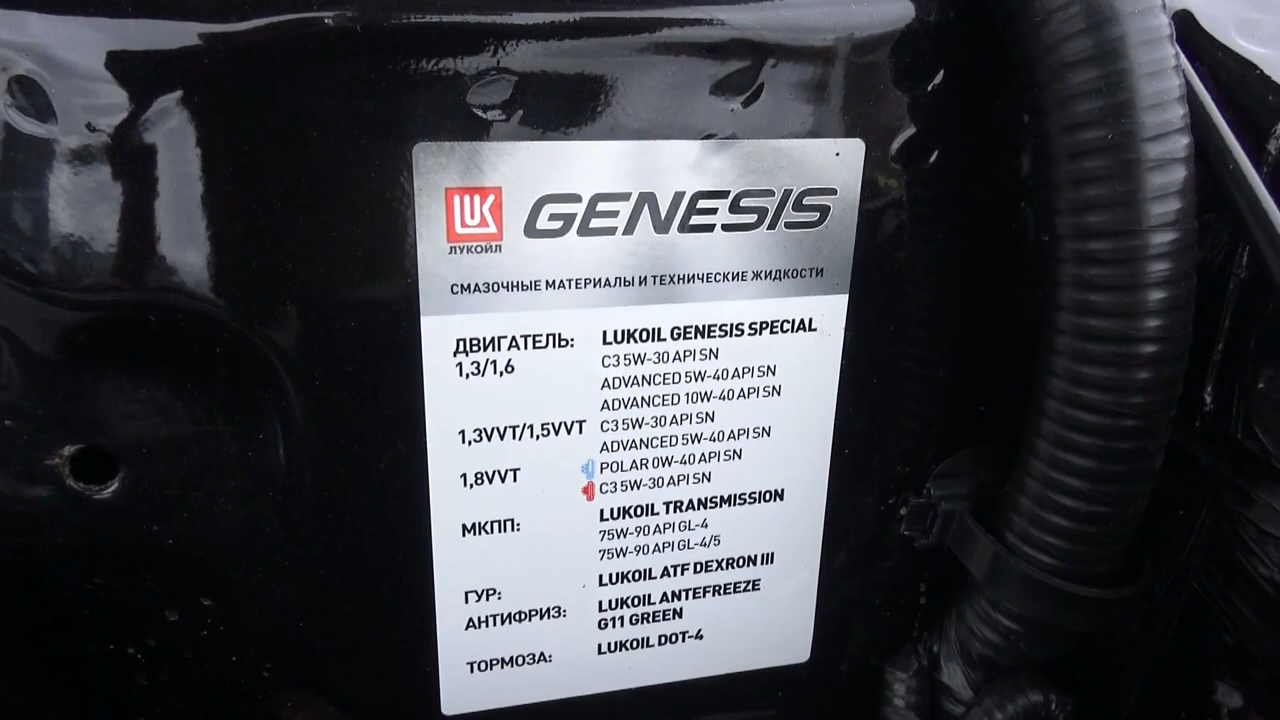 LUK
ЛУКОЙЛ
GENESIS
СМАЗОЧНЫЕ МАТЕРИАЛЫ И ТЕХНИЧЕСКИЕ ЖИДКОСТИ
ДВИГАТЕЛЬ: LUKOIL GENESIS SPECIAL
1,3/1,6 C3 5W-30 API SN
ADVANCED 5W-40 API SN
ADVANCED 10W-40 API SN
1,3VVT/1,5VVT C3 5W-30 API SN
ADVANCED 5W-40 API SN
1,8VVT POLAR 0W-40 API SN
C3 5W-30 API SN
МКПП: LUKOIL TRANSMISSION
75W-90 API GL-4
75W-90 API GL-4/5
ГУР: LUKOIL ATF DEXRON III
АНТИФРИЗ: LUKOIL ANTEFREEZE
G11 GREEN
ТОРМОЗА: LUKOIL DOT-4